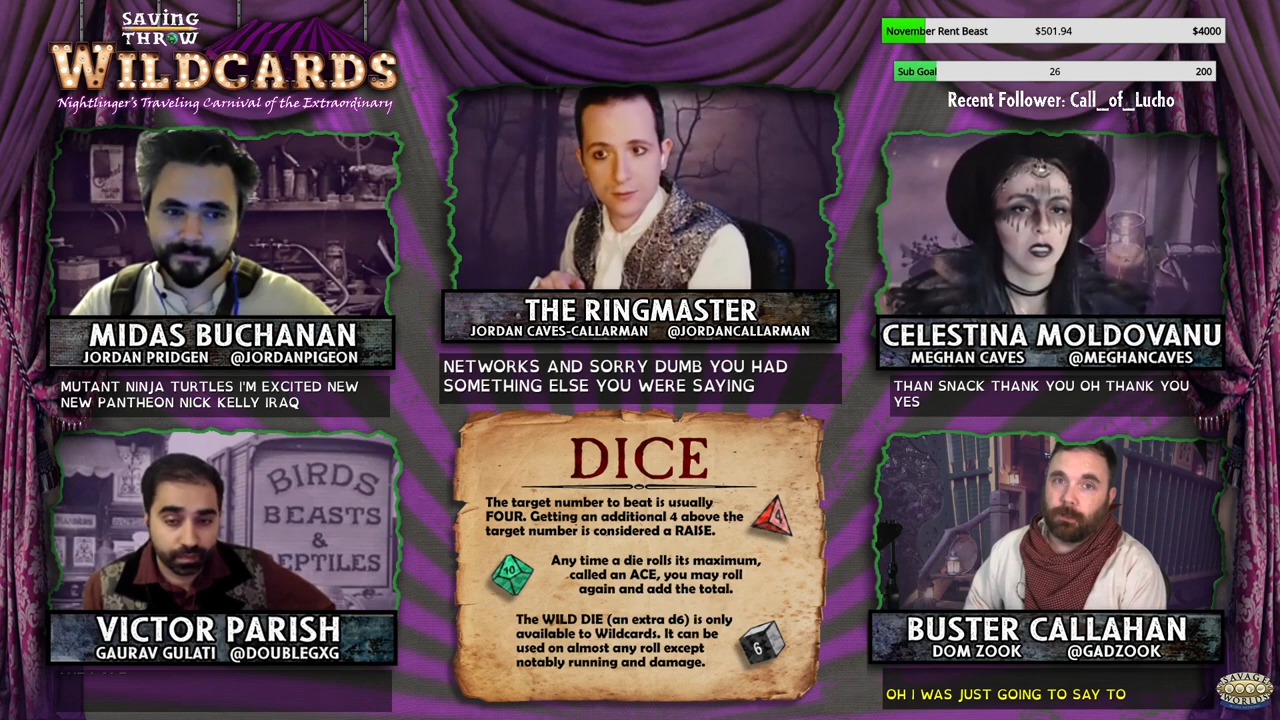 SAVING
THROW
WILDCARDS
Nightlinger's Traveling Carnival of the Extraordinary
November Rent Beast $501.94 $4000
Sub Goal 26 200
Recent Follower: Call_of_Lucho
MIDAS BUCHANAN
JORDAN PRIDGEN @JORDANPIGEON
MUTANT NINJA TURTLES I'M EXCITED NEW
NEW PANTHEON NICK KELLY IRAQ
THE RINGMASTER
JORDAN CAVES-CALLARMAN @JORDANCALLARMAN
NETWORKS AND SORRY DUMB YOU HAD
SOMETHING ELSE YOU WERE SAYING
CELESTINA MOLDOVANU
MEGHAN CAVES @MEGHANCAVES
THAN SNACK THANK YOU OH THANK YOU
YES
BIRDS
BEASTS
&
REPTILES
VICTOR PARISH
GAURAV GULATI @DOUBLEGXG
DICE
The target number to beat is usually
FOUR. Getting an additional 4 above the
target number is considered a RAISE.
4
10
Any time a die rolls its maximum,
called an ACE, you may roll
again and add the total.
The WILD DIE (an extra d6) is only
available to Wildcards. It can be
used on almost any roll except
notably running and damage.
6
BUSTER CALLAHAN
DOM ZOOK @GADZOOK
OH I WAS JUST GOING TO SAY TO
SAVAGE
WORLDS